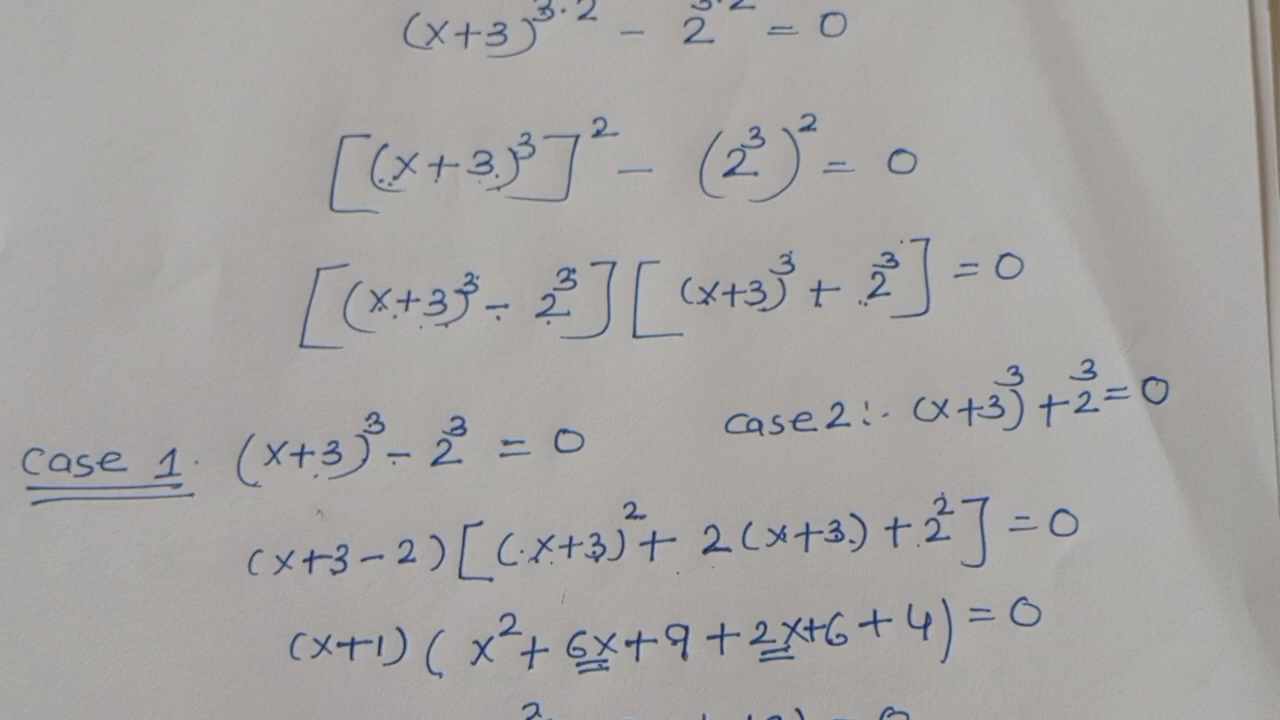 (x+3)^{3·2} - 2^{3·2} = 0
[(x+3)^3]^2 - (2^3)^2 = 0
[(x+3)^3 - 2^3][(x+3)^3 + 2^3] = 0
Case 1. (x+3)^3 - 2^3 = 0
Case 2:- (x+3)^3 + 2^3 = 0
(x+3-2)[(x+3)^2 + 2(x+3) + 2^2] = 0
(x+1)(x^2 + 6x + 9 + 2x + 6 + 4) = 0